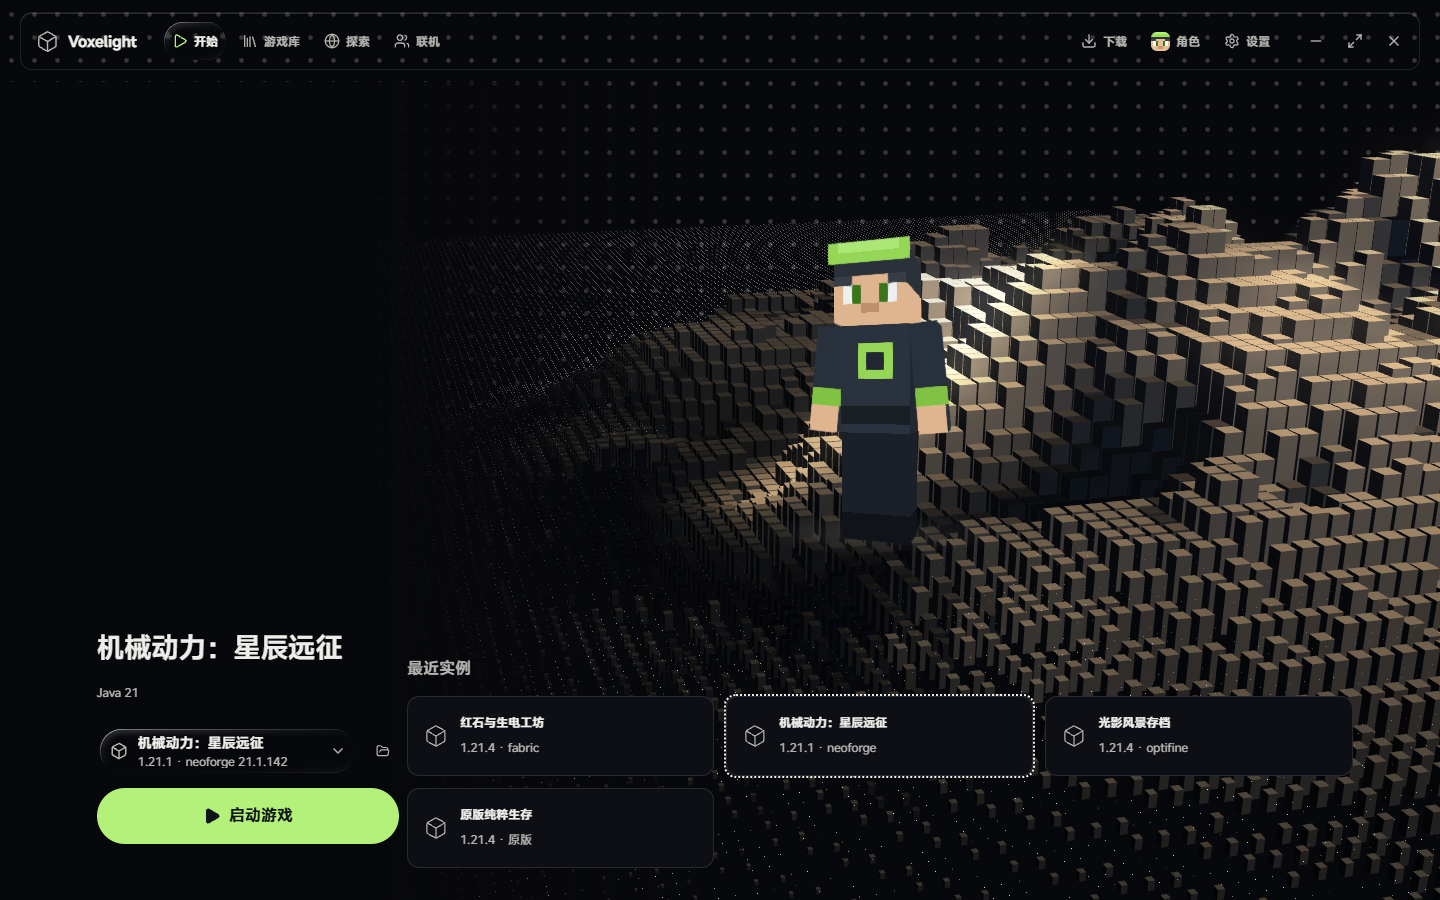 Voxelight
开始
游戏库
探索
联机
下载
角色
设置
机械动力：星辰远征
Java 21
机械动力：星辰远征
1.21.1 · neoforge 21.1.142
启动游戏
最近实例
红石与生电工坊
1.21.4 · fabric
机械动力：星辰远征
1.21.1 · neoforge
光影风景存档
1.21.4 · optifine
原版纯粹生存
1.21.4 · 原版